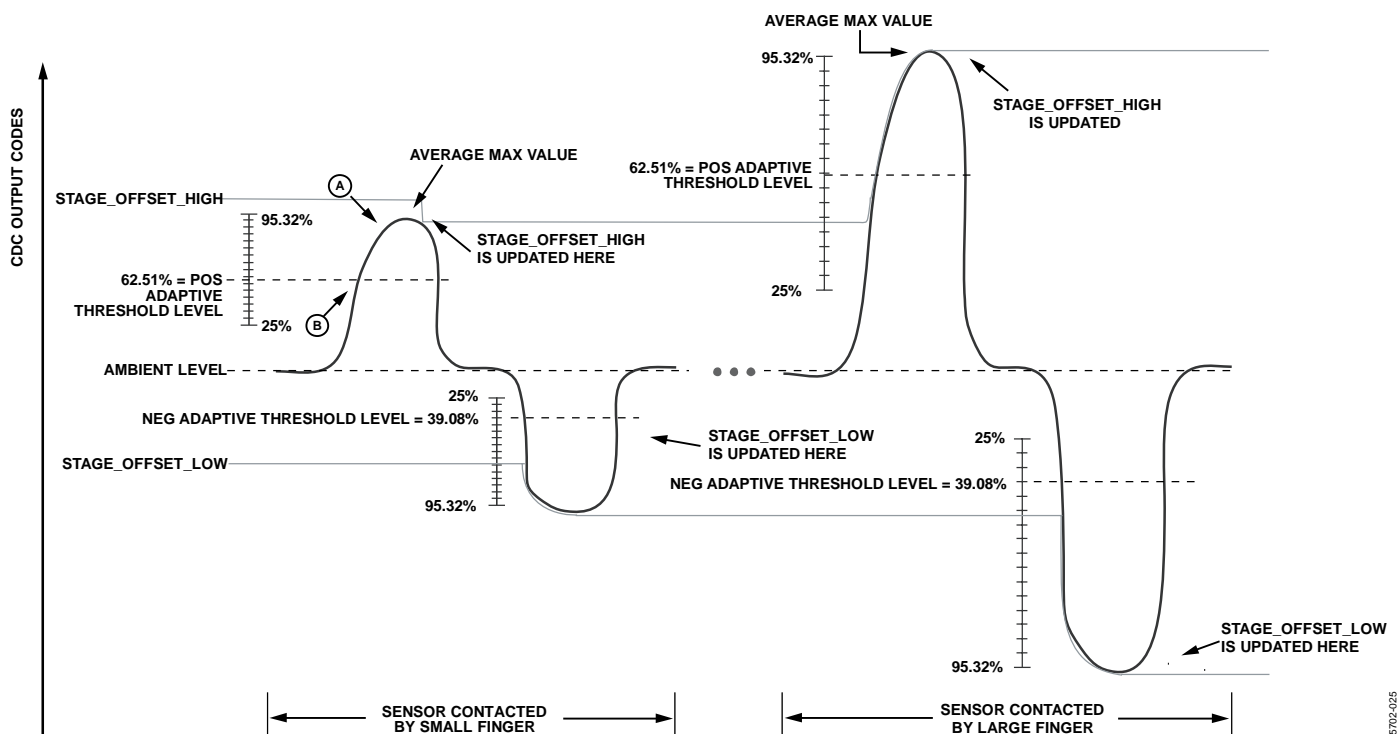 AVERAGE MAX VALUE
95.32%
STAGE_OFFSET_HIGH
IS UPDATED
CDC OUTPUT CODES
AVERAGE MAX VALUE
62.51% = POS ADAPTIVE
THRESHOLD LEVEL
A
STAGE_OFFSET_HIGH
95.32%
STAGE_OFFSET_HIGH
IS UPDATED HERE
62.51% = POS
ADAPTIVE
THRESHOLD LEVEL
25%
B
25%
AMBIENT LEVEL
25%
NEG ADAPTIVE THRESHOLD LEVEL = 39.08%
STAGE_OFFSET_LOW
IS UPDATED HERE
25%
STAGE_OFFSET_LOW
NEG ADAPTIVE THRESHOLD LEVEL = 39.08%
95.32%
STAGE_OFFSET_LOW
IS UPDATED HERE
95.32%
SENSOR CONTACTED
BY SMALL FINGER
SENSOR CONTACTED
BY LARGE FINGER
5702-025